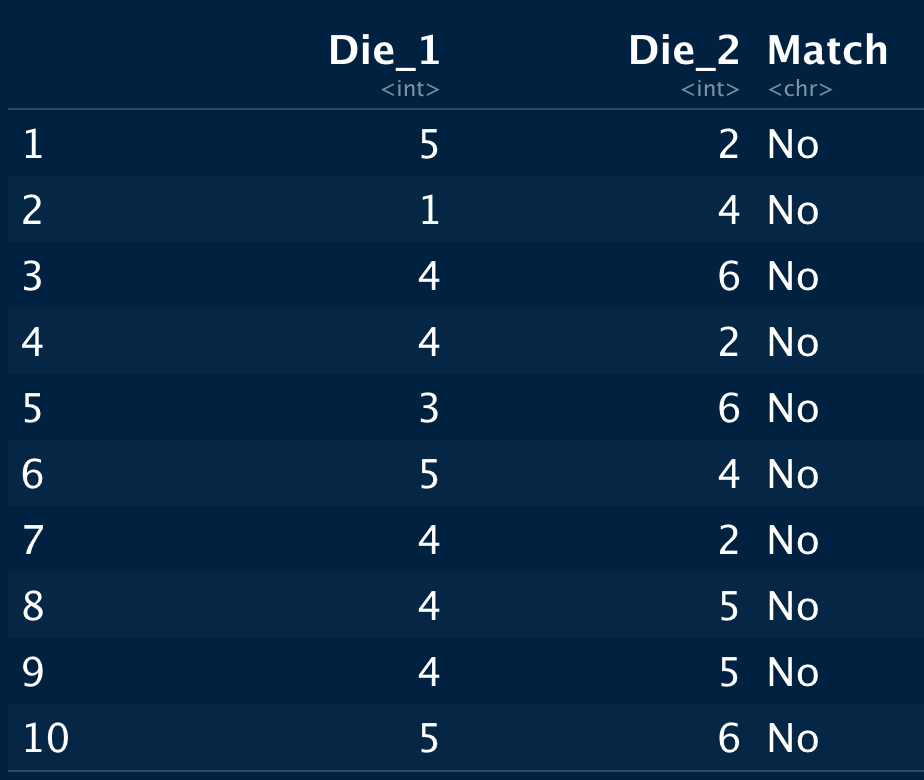 Die_1 Die_2 Match
<int> <int> <chr>
1 5 2 No
2 1 4 No
3 4 6 No
4 4 2 No
5 3 6 No
6 5 4 No
7 4 2 No
8 4 5 No
9 4 5 No
10 5 6 No